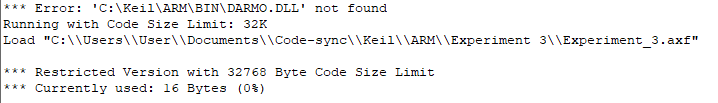 *** Error: 'C:\Keil\ARM\BIN\DARMO.DLL' not found
Running with Code Size Limit: 32K
Load "C:\\Users\\User\\Documents\\Code-sync\\Keil\\ARM\\Experiment 3\\Experiment_3.axf"
*** Restricted Version with 32768 Byte Code Size Limit
*** Currently used: 16 Bytes (0%)